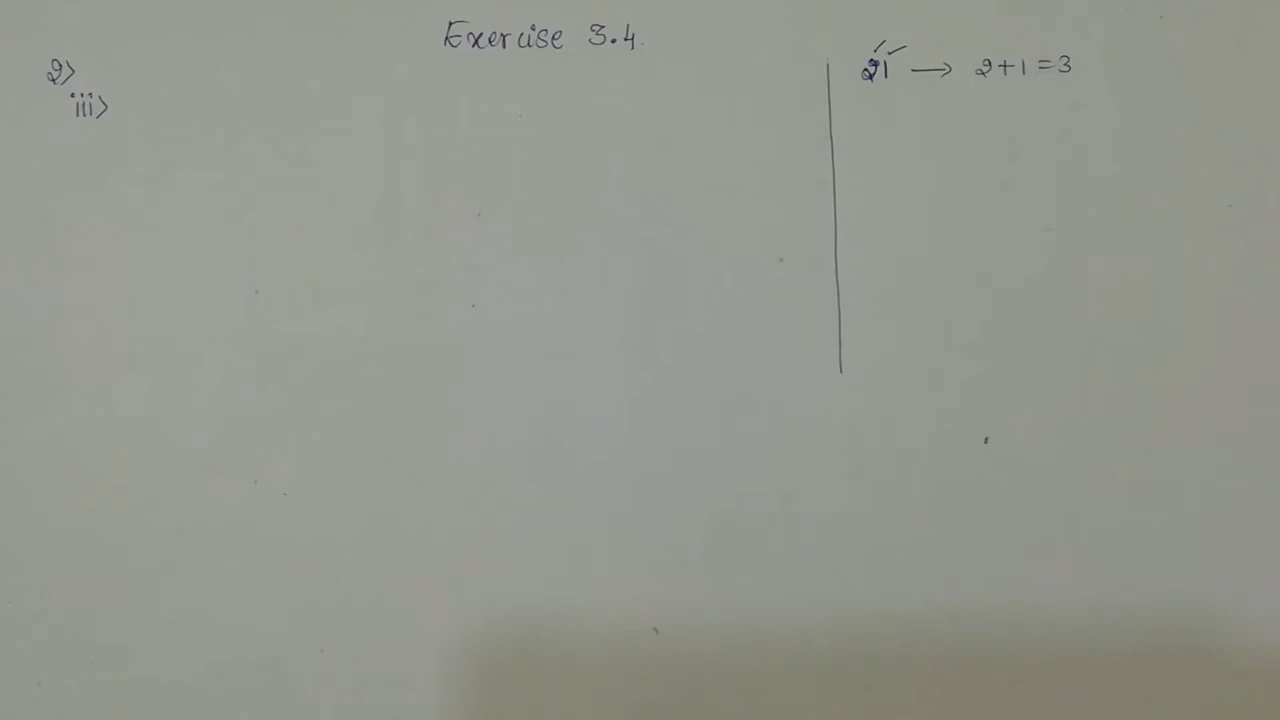 Exercise 3.4.
2>
iii>
21 → 2+1=3